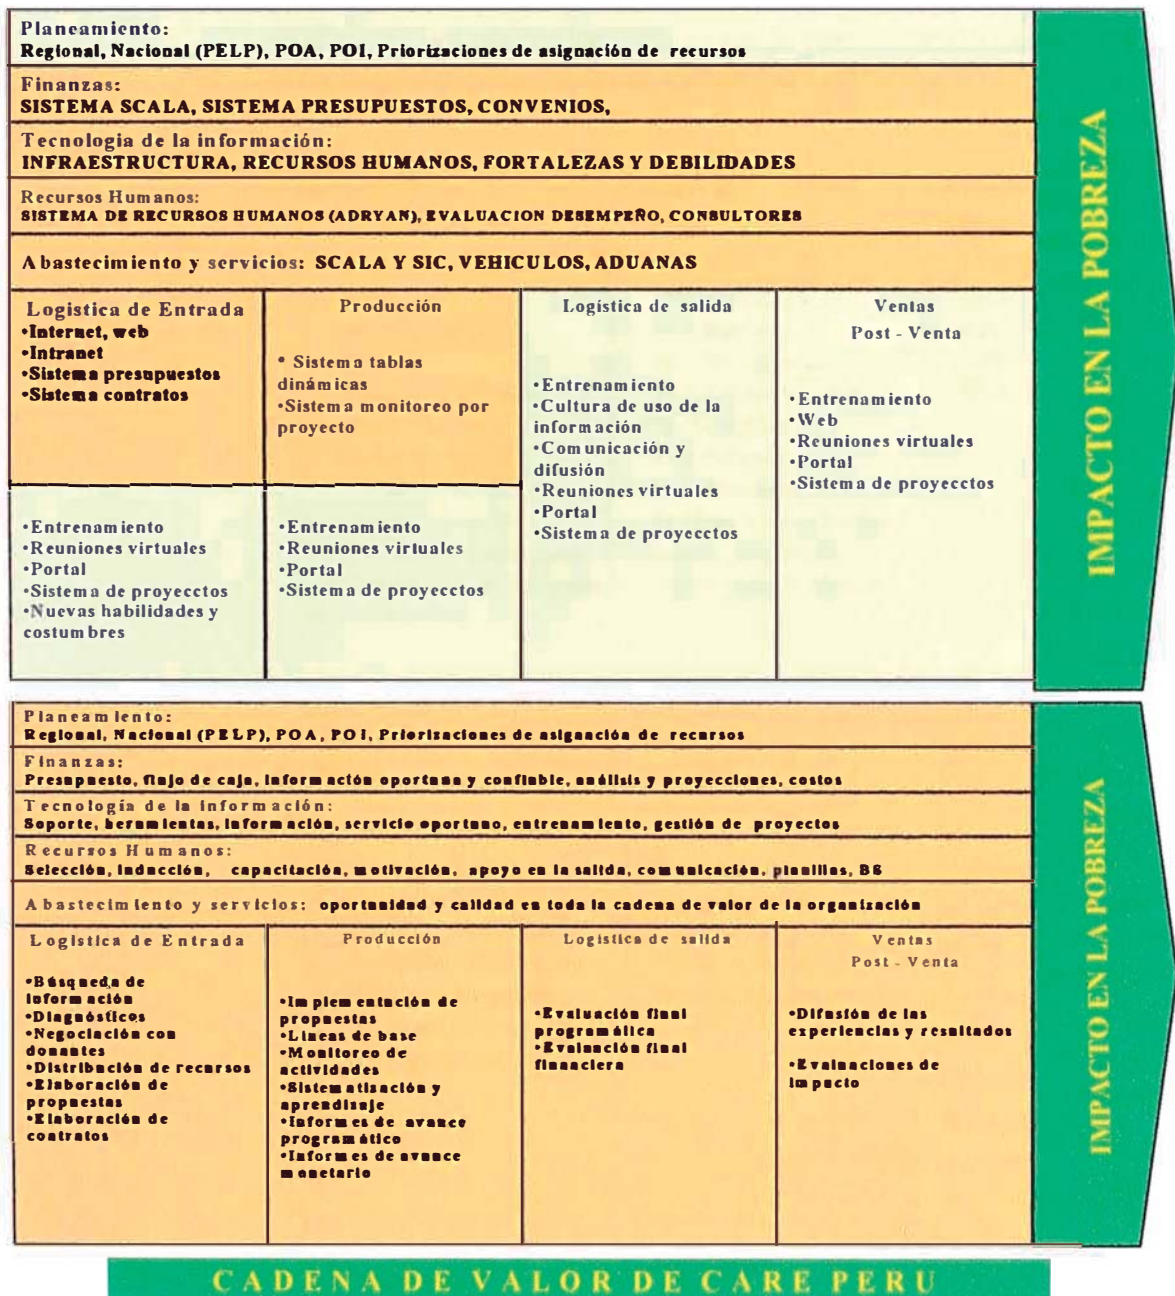 Planeamiento:
Regional, Nacional (PELP), POA, POI, Priorizaciones de asignación de recursos
Finanzas:
SISTEMA SCALA, SISTEMA PRESUPUESTOS, CONVENIOS,
Tecnologia de la información:
INFRAESTRUCTURA, RECURSOS HUMANOS, FORTALEZAS Y DEBILIDADES
Recursos Humanos:
SISTEMA DE RECURSOS HUMANOS (ADRYAN), EVALUACION DESEMPEÑO, CONSULTORES
Abastecimiento y servicios: SCALA Y SIC, VEHICULOS, ADUANAS
Logistica de Entrada
•Internet, web
•Intranet
•Sistema presupuestos
•Sistema contratos
•Entrenamiento
•Reuniones virtuales
•Portal
•Sistema de proyecctos
•Nuevas habilidades y
costumbres
Producción
• Sistema tablas
dinámicas
•Sistema monitoreo por
proyecto
•Entrenamiento
•Reuniones virtuales
•Portal
•Sistema de proyecctos
Logística de salida
•Entrenamiento
•Cultura de uso de la
información
•Comunicación y
difusión
•Reuniones virtuales
•Portal
•Sistema de proyecctos
Ventas
Post - Venta
•Entrenamiento
•Web
•Reuniones virtuales
•Portal
•Sistema de proyecctos
IMPACTO EN LA POBREZA
Planeamiento:
Regional, Nacional (PELP), POA, POI, Priorizaciones de asignación de recursos
Finanzas:
Presupuesto, flujo de caja, información oportuna y confiable, análisis y proyecciones, costos
Tecnología de la información:
Soporte, herramientas, información, servicio oportuno, entrenamiento, gestión de proyectos
Recursos Humanos:
Selección, inducción, capacitación, motivación, apoyo en la salida, comunicación, planillas, BS
Abastecimiento y servicios: oportunidad y calidad en toda la cadena de valor de la organización
Logistica de Entrada
•Búsqueda de
información
•Diagnósticos
•Negociación con
donantes
•Distribución de recursos
•Elaboración de
propuestas
•Elaboración de
contratos
Producción
•Implementación de
propuestas
•Lineas de base
•Monitoreo de
actividades
•Sistematización y
aprendisaje
•Informes de avance
programático
•Informes de avance
monetario
Logística de salida
•Evaluación final
programática
•Evaluación final
financiera
Ventas
Post - Venta
•Difusión de las
experiencias y resultados
•Evaluaciones de
impacto
IMPACTO EN LA POBREZA
CADENA DE VALOR DE CARE PERU